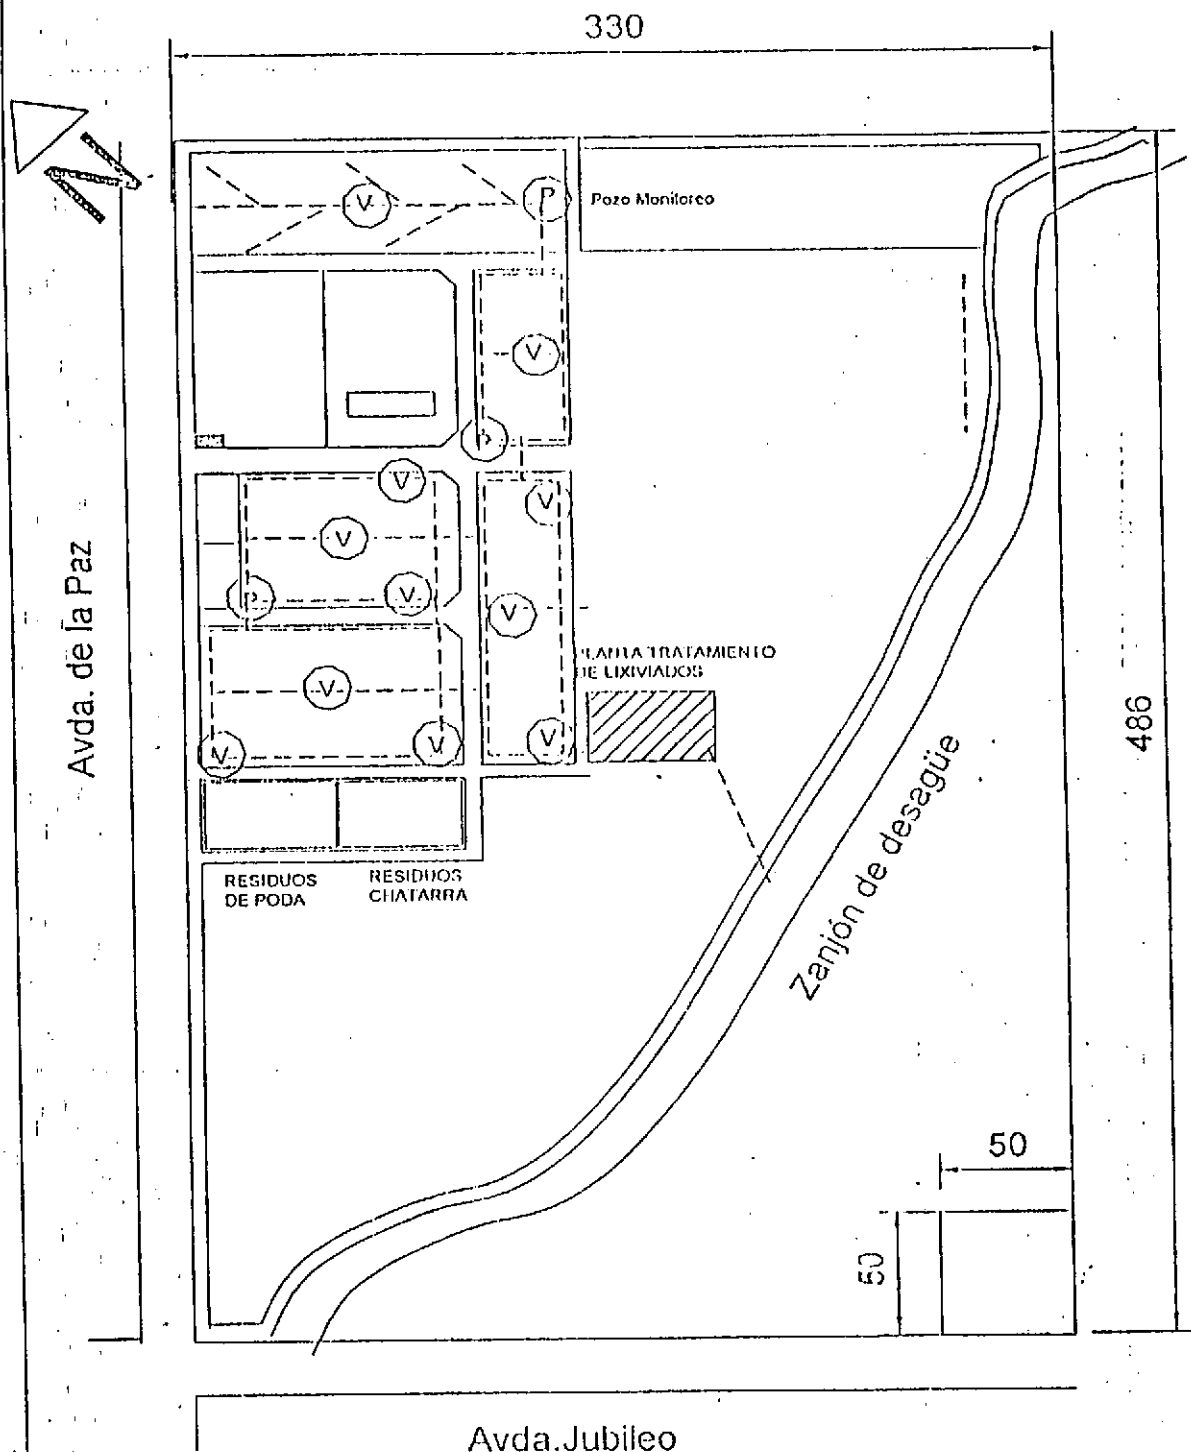 330
N
V
P
Pozo Monitoreo
V
P
V
V
V
V
P
V
V
PLANTA TRATAMIENTO
DE LIXIVIADOS
V
V
V
V
RESIDUOS
DE PODA
RESIDUOS
CHATARRA
Avda. de la Paz
486
Zanjón de desagüe
50
50
Avda.Jubileo